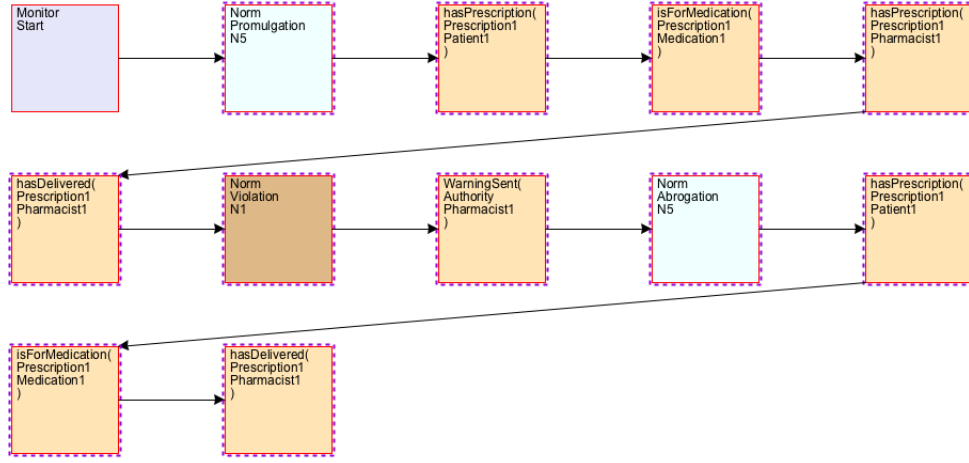 Monitor
Start
Norm
Promulgation
N5
hasPrescription(
Prescription1
Patient1
)
isForMedication(
Prescription1
Medication1
)
hasPrescription(
Prescription1
Pharmacist1
)
hasDelivered(
Prescription1
Pharmacist1
)
Norm
Violation
N1
WarningSent(
Authority
Pharmacist1
)
Norm
Abrogation
N5
hasPrescription(
Prescription1
Patient1
)
isForMedication(
Prescription1
Medication1
)
hasDelivered(
Prescription1
Pharmacist1
)